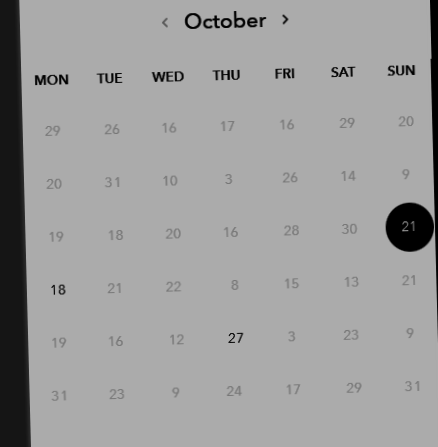 ‹ October ›
MON TUE WED THU FRI SAT SUN
29 26 16 17 16 29 20
20 31 10 3 26 14 9
19 18 20 16 28 30 21
18 21 22 8 15 13 21
19 16 12 27 3 23 9
31 23 9 24 17 29 31